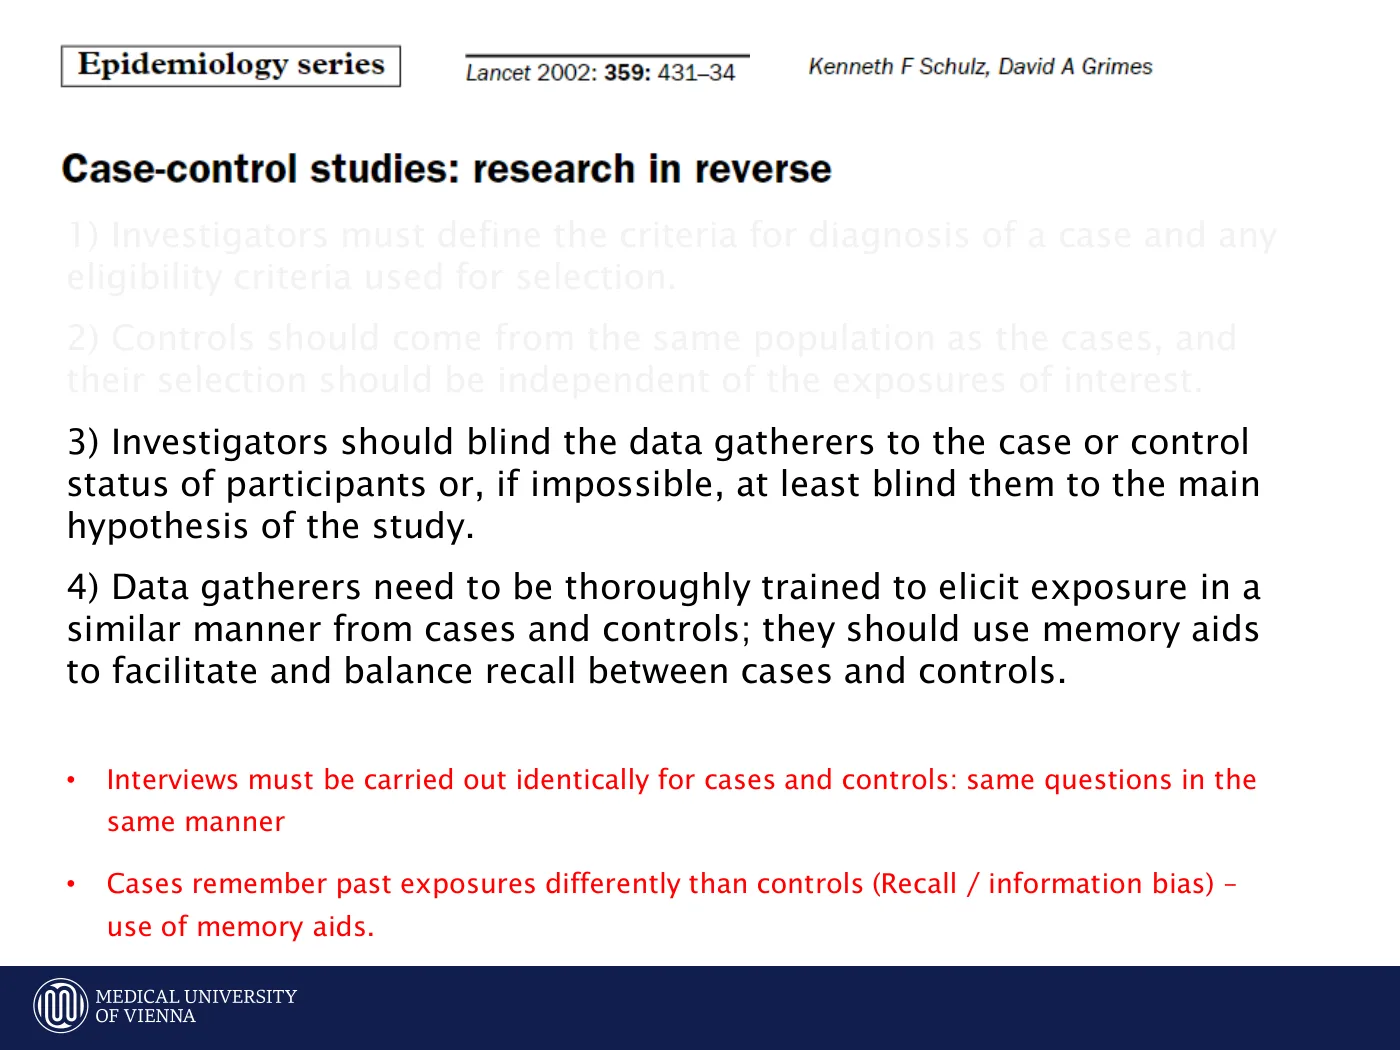 Epidemiology series
Lancet 2002: 359: 431–34
Kenneth F Schulz, David A Grimes
Case-control studies: research in reverse
1) Investigators must define the criteria for diagnosis of a case and any
eligibility criteria used for selection.
2) Controls should come from the same population as the cases, and
their selection should be independent of the exposures of interest.
3) Investigators should blind the data gatherers to the case or control
status of participants or, if impossible, at least blind them to the main
hypothesis of the study.
4) Data gatherers need to be thoroughly trained to elicit exposure in a
similar manner from cases and controls; they should use memory aids
to facilitate and balance recall between cases and controls.
• Interviews must be carried out identically for cases and controls: same questions in the
same manner
• Cases remember past exposures differently than controls (Recall / information bias) –
use of memory aids.
MEDICAL UNIVERSITY
OF VIENNA